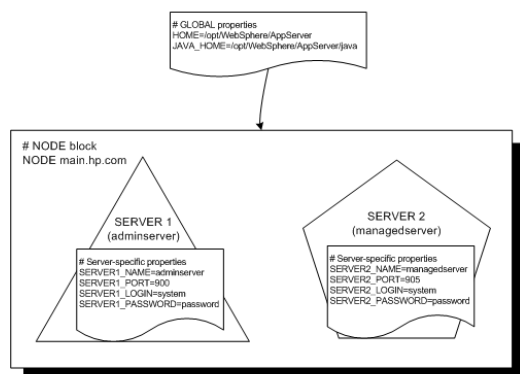 # GLOBAL properties
HOME=/opt/WebSphere/AppServer
JAVA_HOME=/opt/WebSphere/AppServer/java
# NODE block
NODE main.hp.com
SERVER 1
(adminserver)
# Server-specific properties
SERVER1_NAME=adminserver
SERVER1_PORT=900
SERVER1_LOGIN=system
SERVER1_PASSWORD=password
SERVER 2
(managedserver)
# Server-specific properties
SERVER2_NAME=managedserver
SERVER2_PORT=905
SERVER2_LOGIN=system
SERVER2_PASSWORD=password